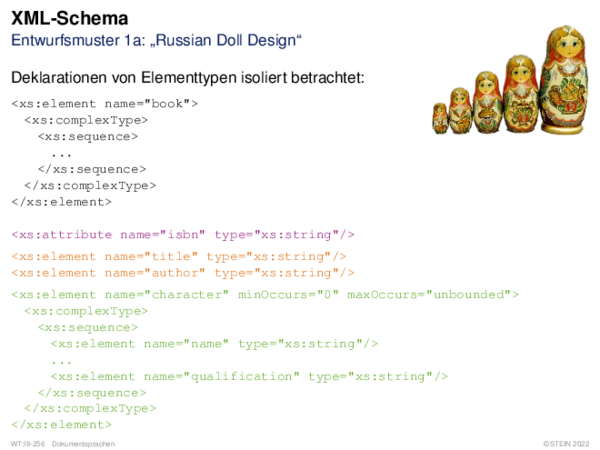 XML-Schema
Entwurfsmuster 1a: „Russian Doll Design“
Deklarationen von Elementtypen isoliert betrachtet:
<xs:element name="book">
  <xs:complexType>
    <xs:sequence>
      ...
    </xs:sequence>
  </xs:complexType>
</xs:element>
<xs:attribute name="isbn" type="xs:string"/>
<xs:element name="title" type="xs:string"/>
<xs:element name="author" type="xs:string"/>
<xs:element name="character" minOccurs="0" maxOccurs="unbounded">
  <xs:complexType>
    <xs:sequence>
      <xs:element name="name" type="xs:string"/>
      ...
      <xs:element name="qualification" type="xs:string"/>
    </xs:sequence>
  </xs:complexType>
</xs:element>
WT:III-256 Dokumentsprachen ©STEIN 2022